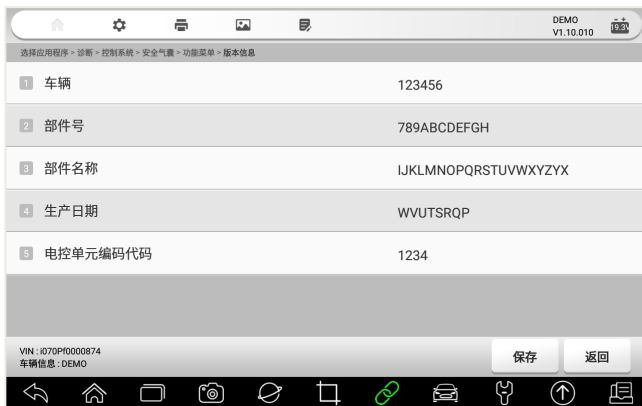 DEMO
V1.10.010
19.3V
选择应用程序 > 诊断 > 控制系统 > 安全气囊 > 功能菜单 > 版本信息
1 车辆 123456
2 部件号 789ABCDEFGH
3 部件名称 IJKLMNOPQRSTUVWXYZYX
4 生产日期 WVUTSRQP
5 电控单元编码代码 1234
VIN : i070Pf0000874
车辆信息 : DEMO
保存 返回